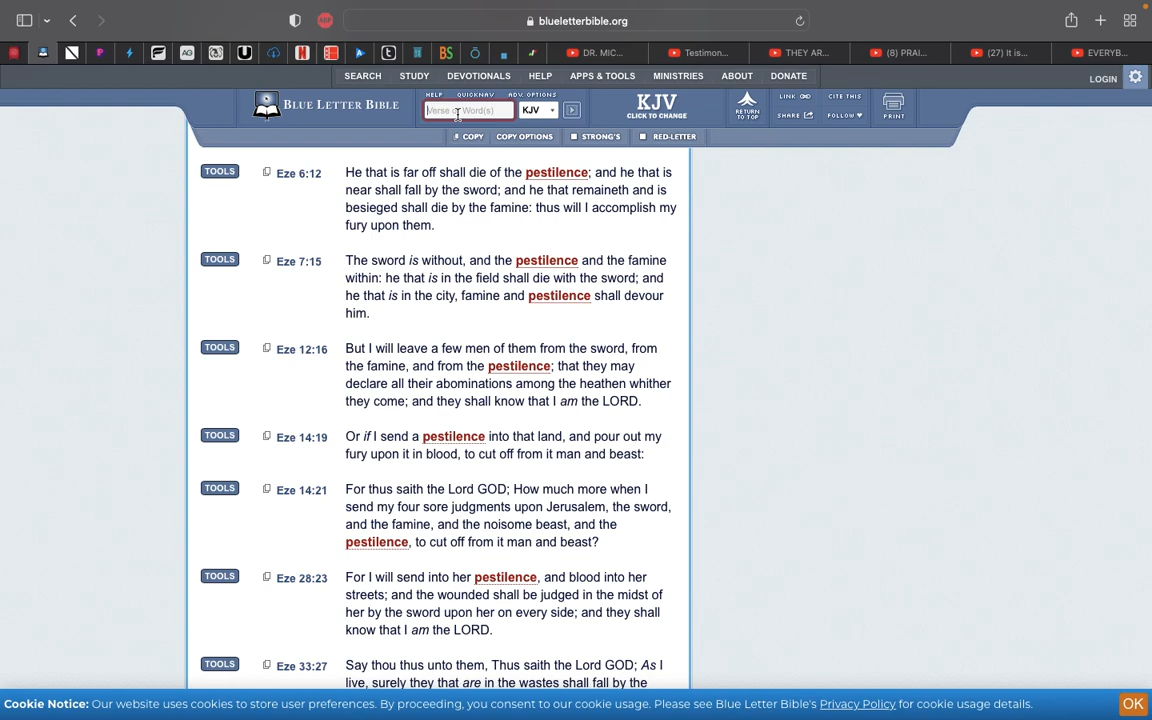 blueletterbible.org
ABP
AG
U
N
t
BS
DR. MIC...
Testimon...
THEY AR...
(8) PRAI...
(27) It is...
EVERYB...
SEARCH STUDY DEVOTIONALS HELP APPS & TOOLS MINISTRIES ABOUT DONATE
LOGIN
HELP QUICKNAV ADV. OPTIONS
BLUE LETTER BIBLE
Verse or Word(s)
KJV
KJV
CLICK TO CHANGE
RETURN TO TOP
LINK
CITE THIS
SHARE
FOLLOW
PRINT
COPY COPY OPTIONS STRONG'S RED-LETTER
TOOLS Eze 6:12 He that is far off shall die of the pestilence; and he that is
near shall fall by the sword; and he that remaineth and is
besieged shall die by the famine: thus will I accomplish my
fury upon them.
TOOLS Eze 7:15 The sword is without, and the pestilence and the famine
within: he that is in the field shall die with the sword; and
he that is in the city, famine and pestilence shall devour
him.
TOOLS Eze 12:16 But I will leave a few men of them from the sword, from
the famine, and from the pestilence; that they may
declare all their abominations among the heathen whither
they come; and they shall know that I am the LORD.
TOOLS Eze 14:19 Or if I send a pestilence into that land, and pour out my
fury upon it in blood, to cut off from it man and beast:
TOOLS Eze 14:21 For thus saith the Lord GOD; How much more when I
send my four sore judgments upon Jerusalem, the sword,
and the famine, and the noisome beast, and the
pestilence, to cut off from it man and beast?
TOOLS Eze 28:23 For I will send into her pestilence, and blood into her
streets; and the wounded shall be judged in the midst of
her by the sword upon her on every side; and they shall
know that I am the LORD.
TOOLS Eze 33:27 Say thou thus unto them, Thus saith the Lord GOD; As I
live, surely they that are in the wastes shall fall by the
Cookie Notice: Our website uses cookies to store user preferences. By proceeding, you consent to our cookie usage. Please see Blue Letter Bible's Privacy Policy for cookie usage details.
OK